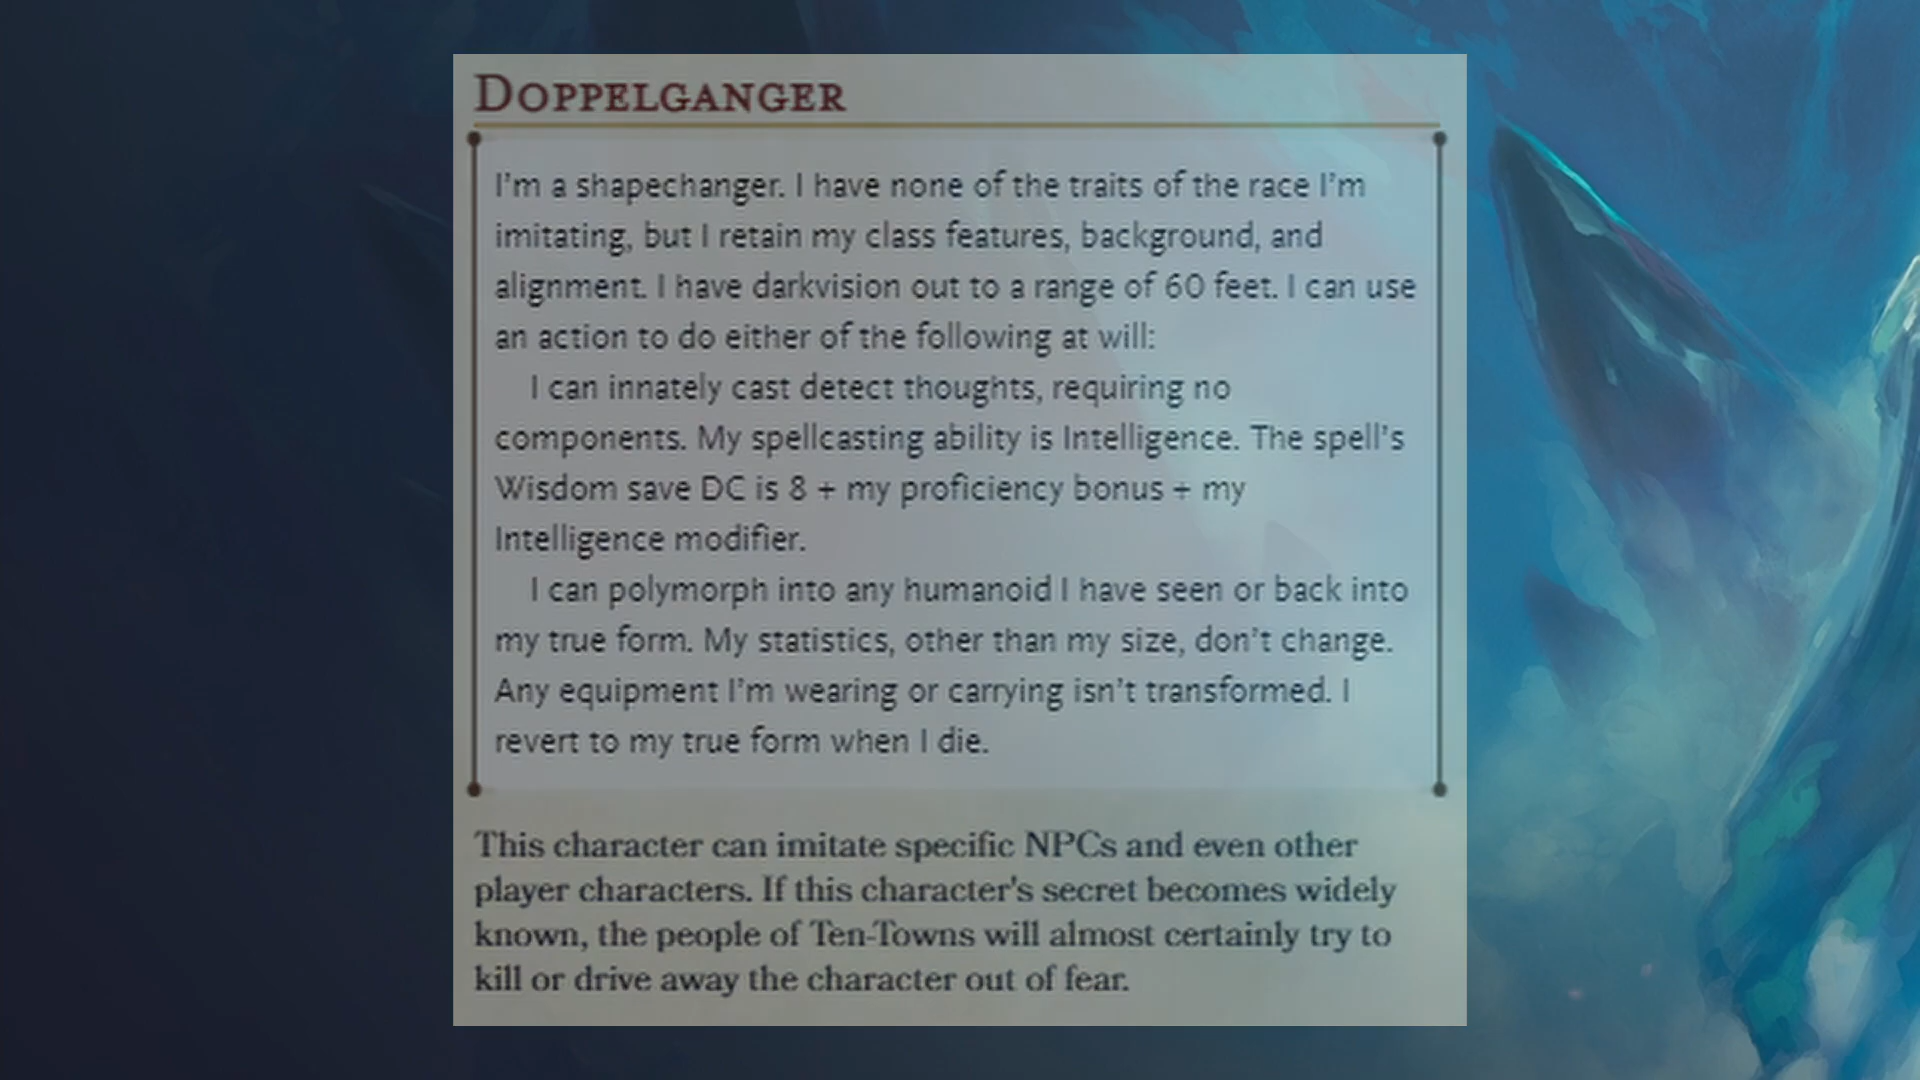 DOPPELGANGER
I'm a shapechanger. I have none of the traits of the race I'm
imitating, but I retain my class features, background, and
alignment. I have darkvision out to a range of 60 feet. I can use
an action to do either of the following at will:
I can innately cast detect thoughts, requiring no
components. My spellcasting ability is Intelligence. The spell's
Wisdom save DC is 8 + my proficiency bonus + my
Intelligence modifier.
I can polymorph into any humanoid I have seen or back into
my true form. My statistics, other than my size, don't change.
Any equipment I'm wearing or carrying isn't transformed. I
revert to my true form when I die.
This character can imitate specific NPCs and even other
player characters. If this character's secret becomes widely
known, the people of Ten-Towns will almost certainly try to
kill or drive away the character out of fear.